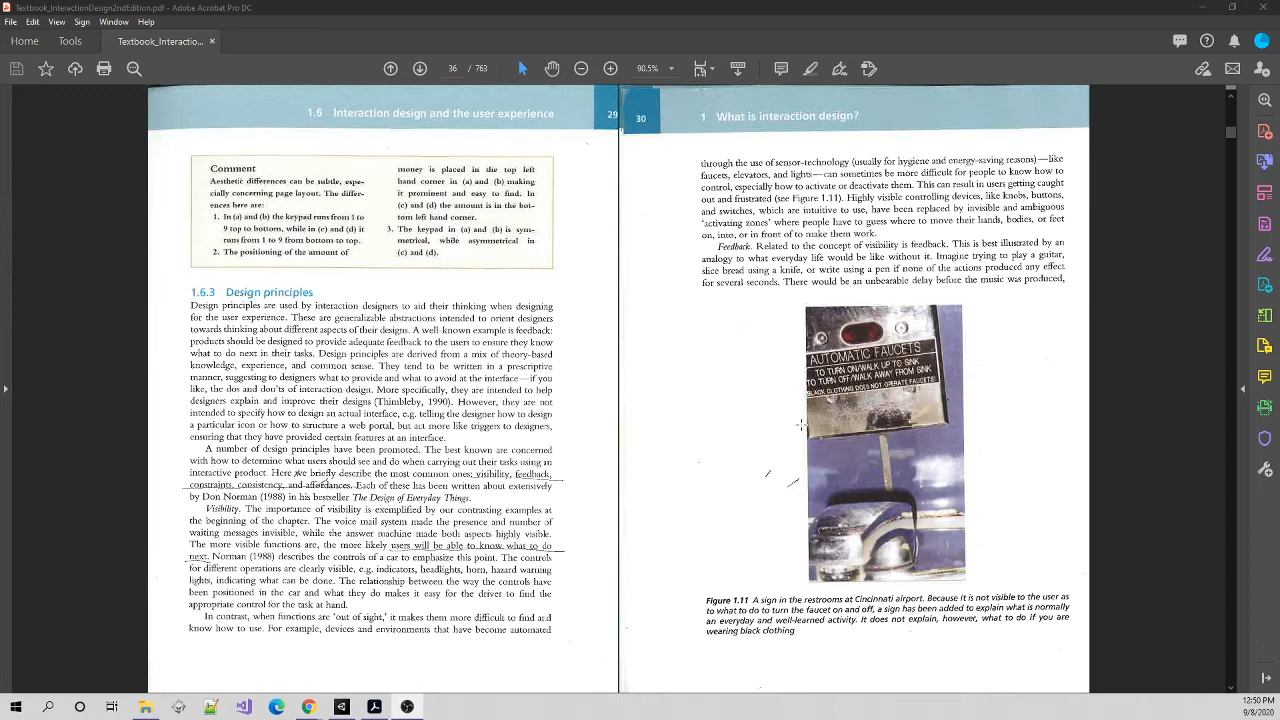 Textbook_InteractionDesign2ndEdition.pdf - Adobe Acrobat Pro DC
File Edit View Sign Window Help
Home Tools Textbook_Interactio... ×
36 / 763 90.5%
1.6 Interaction design and the user experience 29
Comment
Aesthetic differences can be subtle, espe-
cially concerning page layout. The differ-
ences here are:
1. In (a) and (b) the keypad runs from 1 to
9 top to bottom, while in (c) and (d) it
runs from 1 to 9 from bottom to top.
2. The positioning of the amount of
money is placed in the top left
hand corner in (a) and (b) making
it prominent and easy to find. In
(c) and (d) the amount is in the bot-
tom left hand corner.
3. The keypad in (a) and (b) is sym-
metrical, while asymmetrical in
(c) and (d).
1.6.3 Design principles
Design principles are used by interaction designers to aid their thinking when designing
for the user experience. These are generalizable abstractions intended to orient designers
towards thinking about different aspects of their designs. A well-known example is feedback:
products should be designed to provide adequate feedback to the users to ensure they know
what to do next in their tasks. Design principles are derived from a mix of theory-based
knowledge, experience, and common sense. They tend to be written in a prescriptive
manner, suggesting to designers what to provide and what to avoid at the interface—if you
like, the dos and don'ts of interaction design. More specifically, they are intended to help
designers explain and improve their designs (Thimbleby, 1990). However, they are not
intended to specify how to design an actual interface, e.g. telling the designer how to design
a particular icon or how to structure a web portal, but act more like triggers to designers,
ensuring that they have provided certain features at an interface.
A number of design principles have been promoted. The best known are concerned
with how to determine what users should see and do when carrying out their tasks using an
interactive product. Here we briefly describe the most common ones: visibility, feedback,
constraints, consistency, and affordances. Each of these has been written about extensively
by Don Norman (1988) in his bestseller The Design of Everyday Things.
Visibility. The importance of visibility is exemplified by our contrasting examples at
the beginning of the chapter. The voice mail system made the presence and number of
waiting messages invisible, while the answer machine made both aspects highly visible.
The more visible functions are, the more likely users will be able to know what to do
next. Norman (1988) describes the controls of a car to emphasize this point. The controls
for different operations are clearly visible, e.g. indicators, headlights, horn, hazard warning
lights, indicating what can be done. The relationship between the way the controls have
been positioned in the car and what they do makes it easy for the driver to find the
appropriate control for the task at hand.
In contrast, when functions are 'out of sight,' it makes them more difficult to find and
know how to use. For example, devices and environments that have become automated
30 1 What is interaction design?
through the use of sensor-technology (usually for hygiene and energy-saving reasons)—like
faucets, elevators, and lights—can sometimes be more difficult for people to know how to
control, especially how to activate or deactivate them. This can result in users getting caught
out and frustrated (see Figure 1.11). Highly visible controlling devices, like knobs, buttons,
and switches, which are intuitive to use, have been replaced by invisible and ambiguous
'activating zones' where people have to guess where to move their hands, bodies, or feet
on, into, or in front of to make them work.
Feedback. Related to the concept of visibility is feedback. This is best illustrated by an
analogy to what everyday life would be like without it. Imagine trying to play a guitar,
slice bread using a knife, or write using a pen if none of the actions produced any effect
for several seconds. There would be an unbearable delay before the music was produced,
AUTOMATIC FAUCETS
TO TURN ON/WALK UP TO SINK
TO TURN OFF/WALK AWAY FROM SINK
BLACK CLOTHING DOES NOT OPERATE FAUCETS!
Figure 1.11 A sign in the restrooms at Cincinnati airport. Because it is not visible to the user as
to what to do to turn the faucet on and off, a sign has been added to explain what is normally
an everyday and well-learned activity. It does not explain, however, what to do if you are
wearing black clothing
12:50 PM
9/8/2020